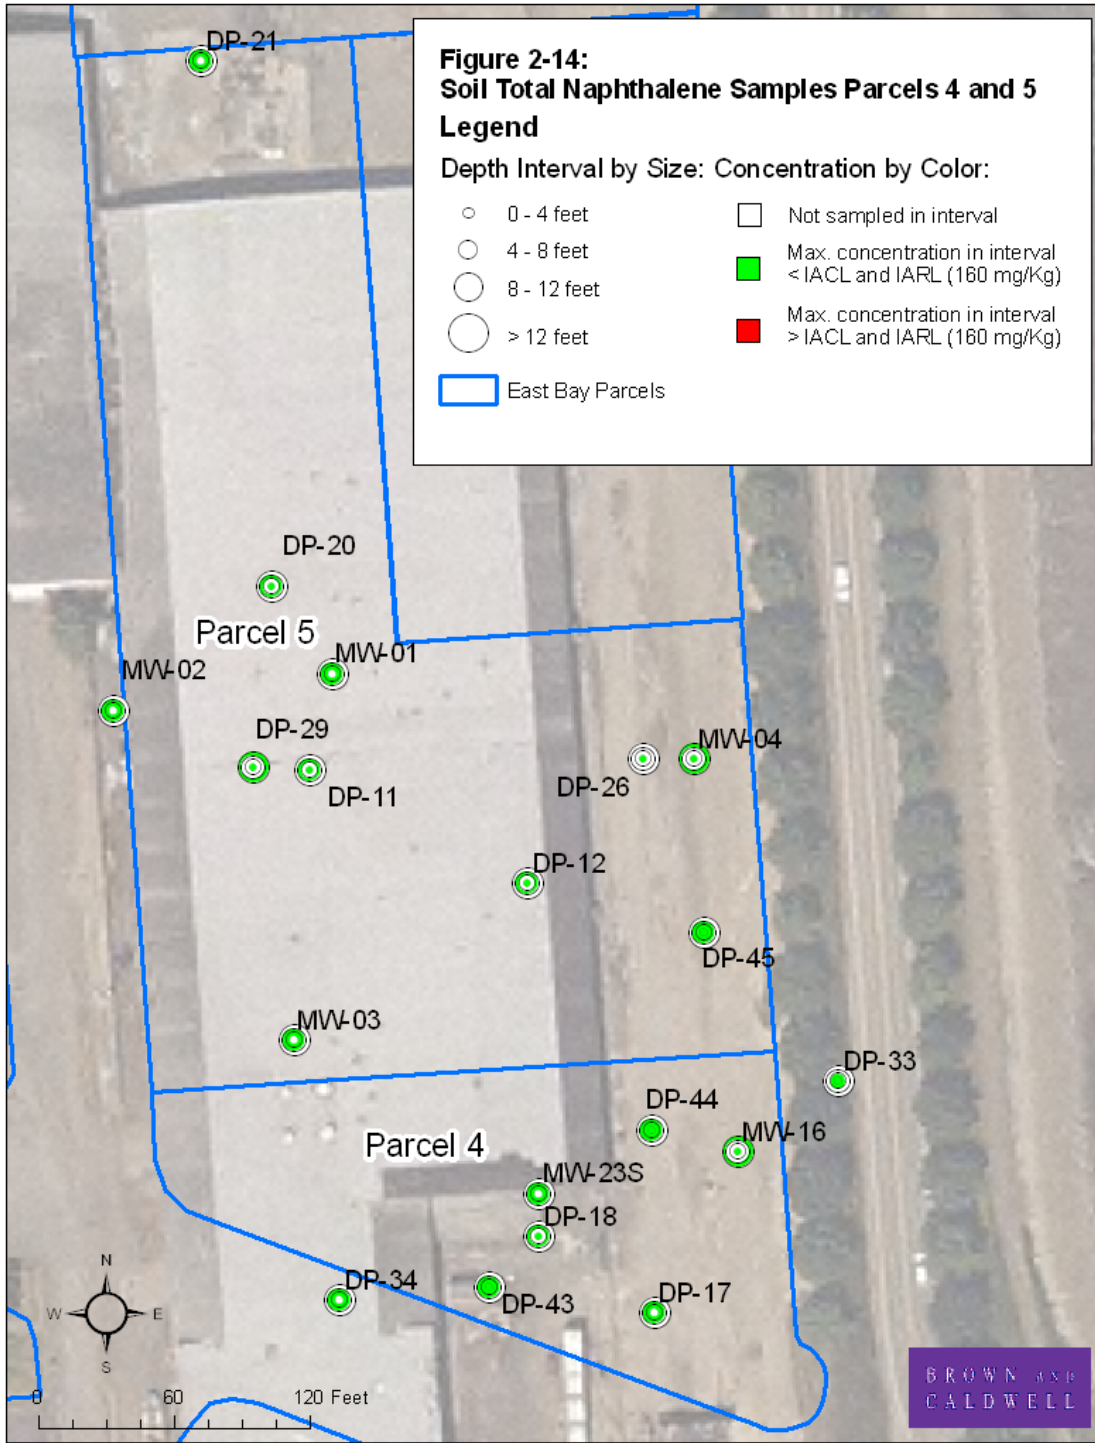 Figure 2-14:
Soil Total Naphthalene Samples Parcels 4 and 5
Legend
Depth Interval by Size: Concentration by Color:
0 - 4 feet
4 - 8 feet
8 - 12 feet
> 12 feet
Not sampled in interval
Max. concentration in interval
< IACL and IARL (160 mg/Kg)
Max. concentration in interval
> IACL and IARL (160 mg/Kg)
East Bay Parcels
DP-21
DP-20
Parcel 5
MW-01
MW-02
DP-29
DP-11
MW-04
DP-26
DP-12
DP-45
MW-03
DP-33
DP-44
Parcel 4
MW-16
MW-23S
DP-18
DP-34
DP-43
DP-17
N
W E
S
0 60 120 Feet
BROWN AND
CALDWELL